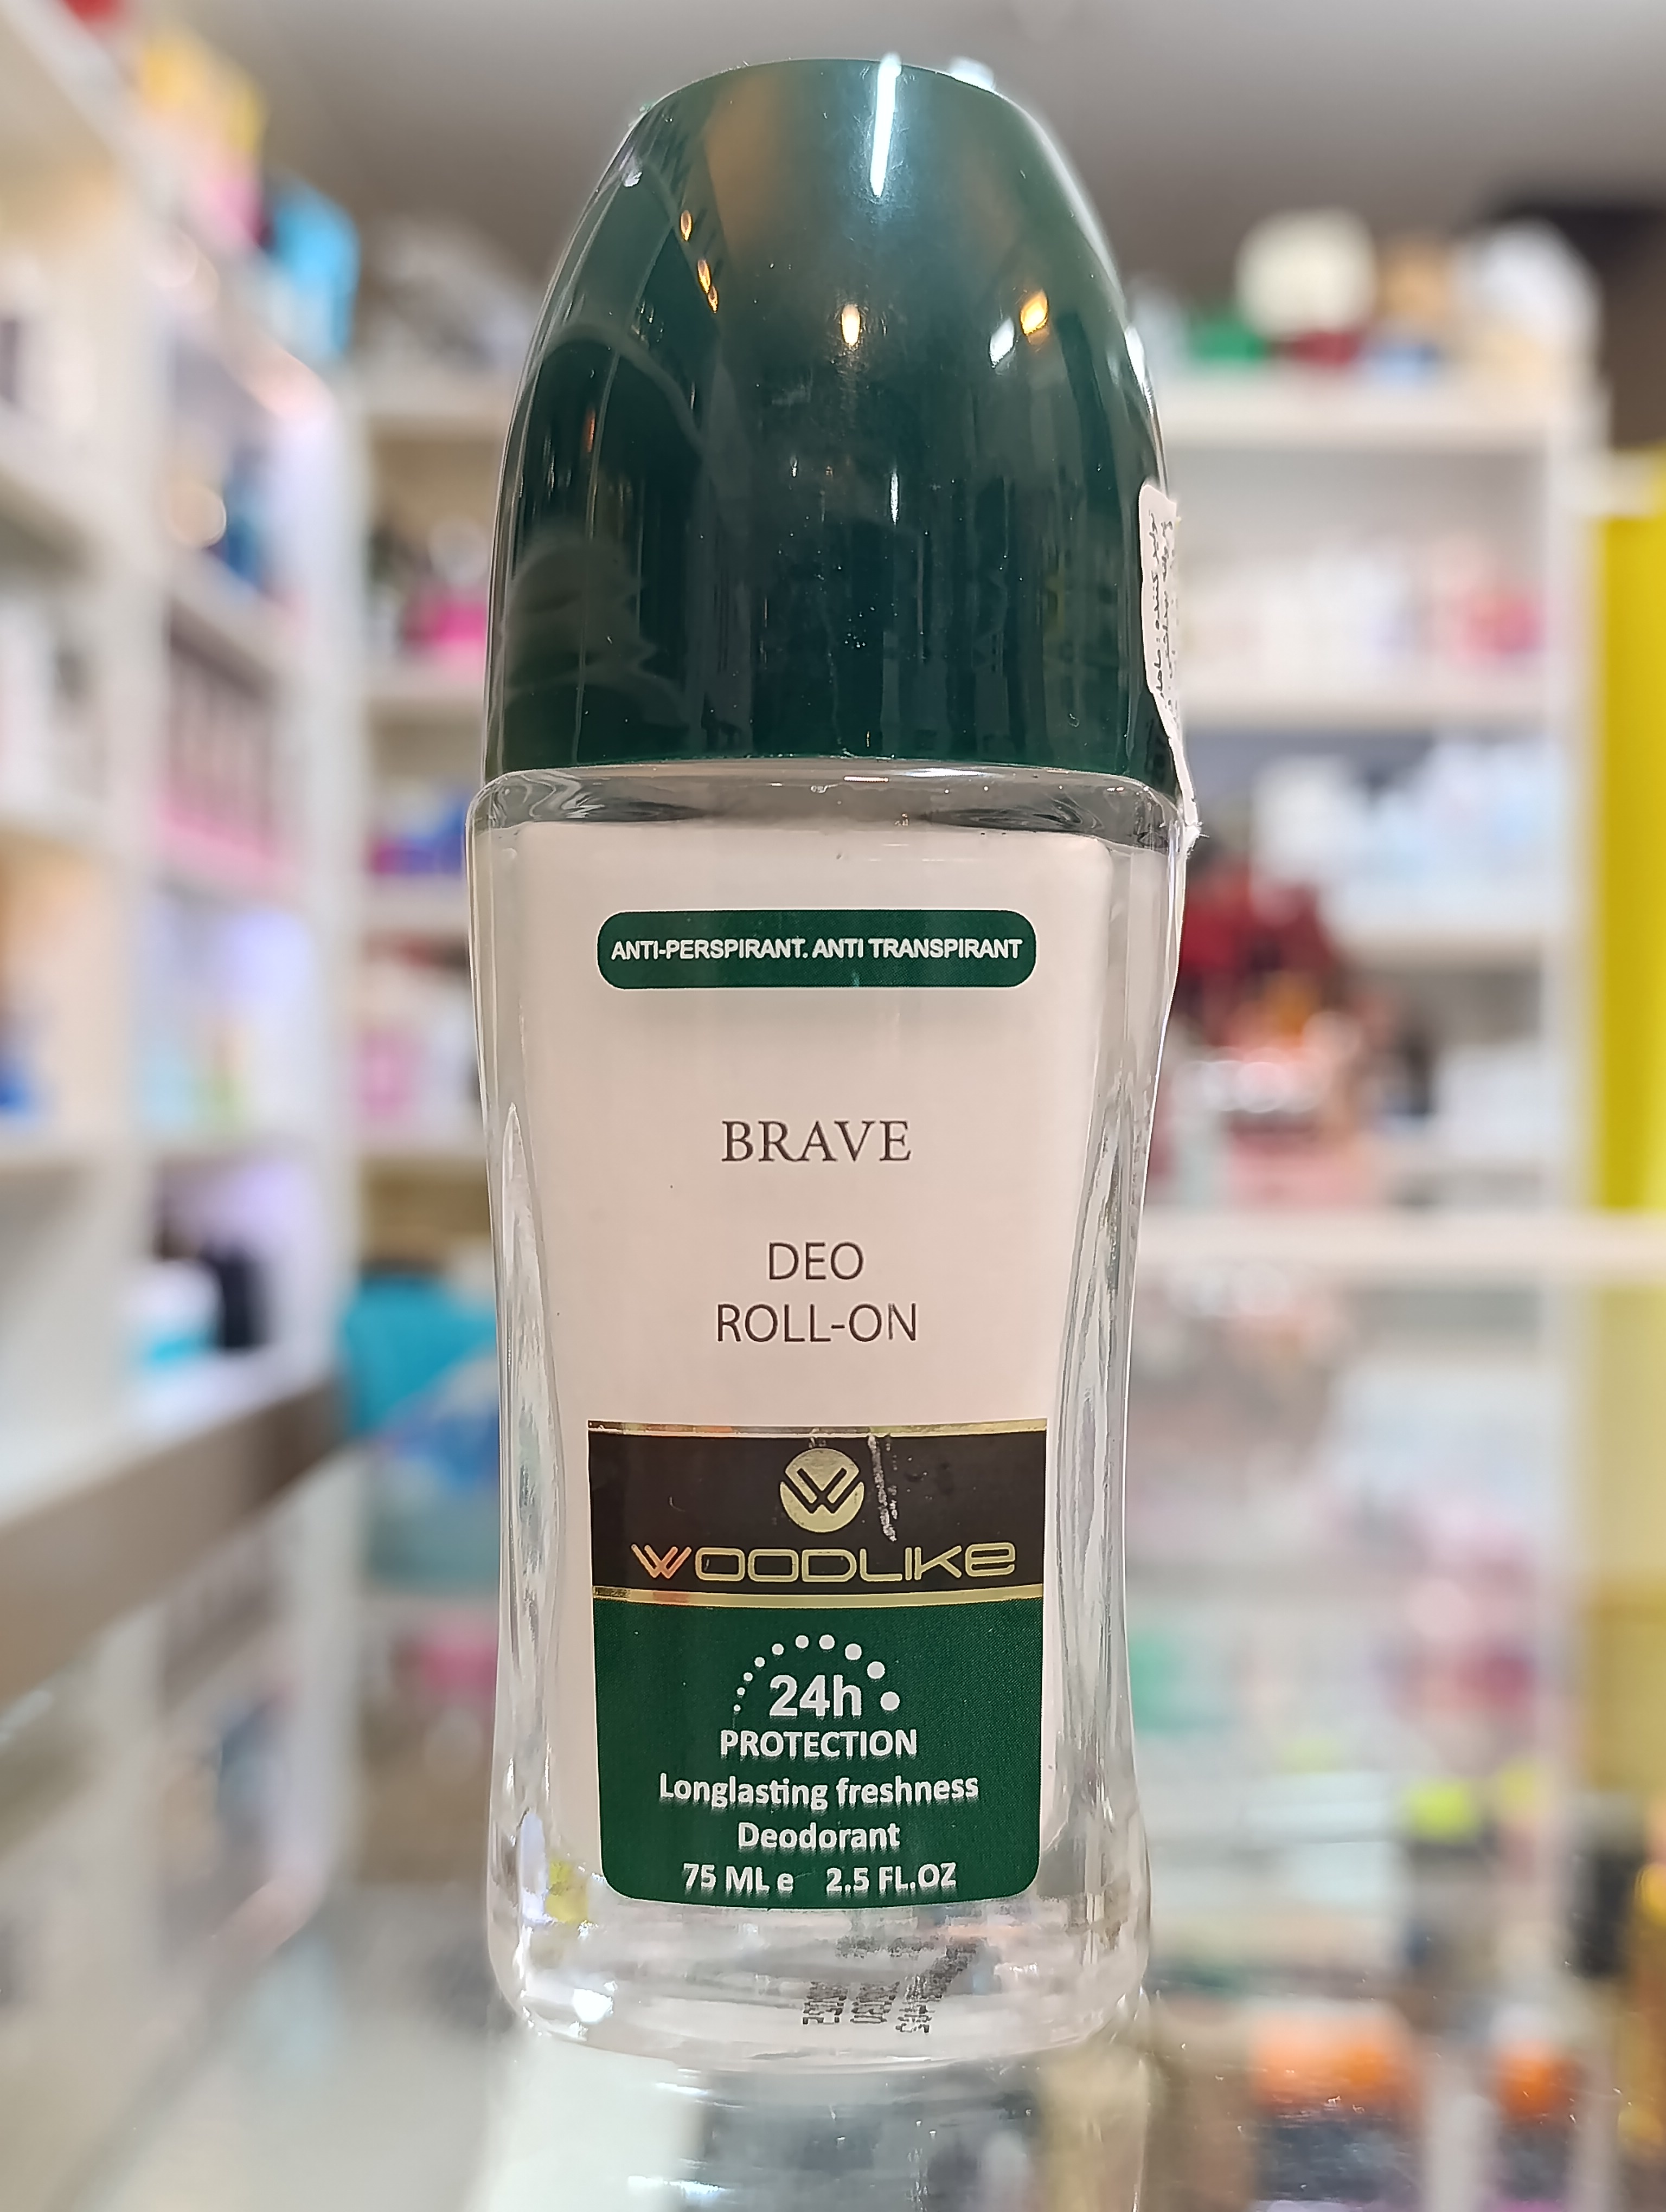 ANTI-PERSPIRANT. ANTI TRANSPIRANT
BRAVE
DEO
ROLL-ON
WOODLIKE
24h
PROTECTION
Longlasting freshness
Deodorant
75 ML e 2.5 FL.OZ